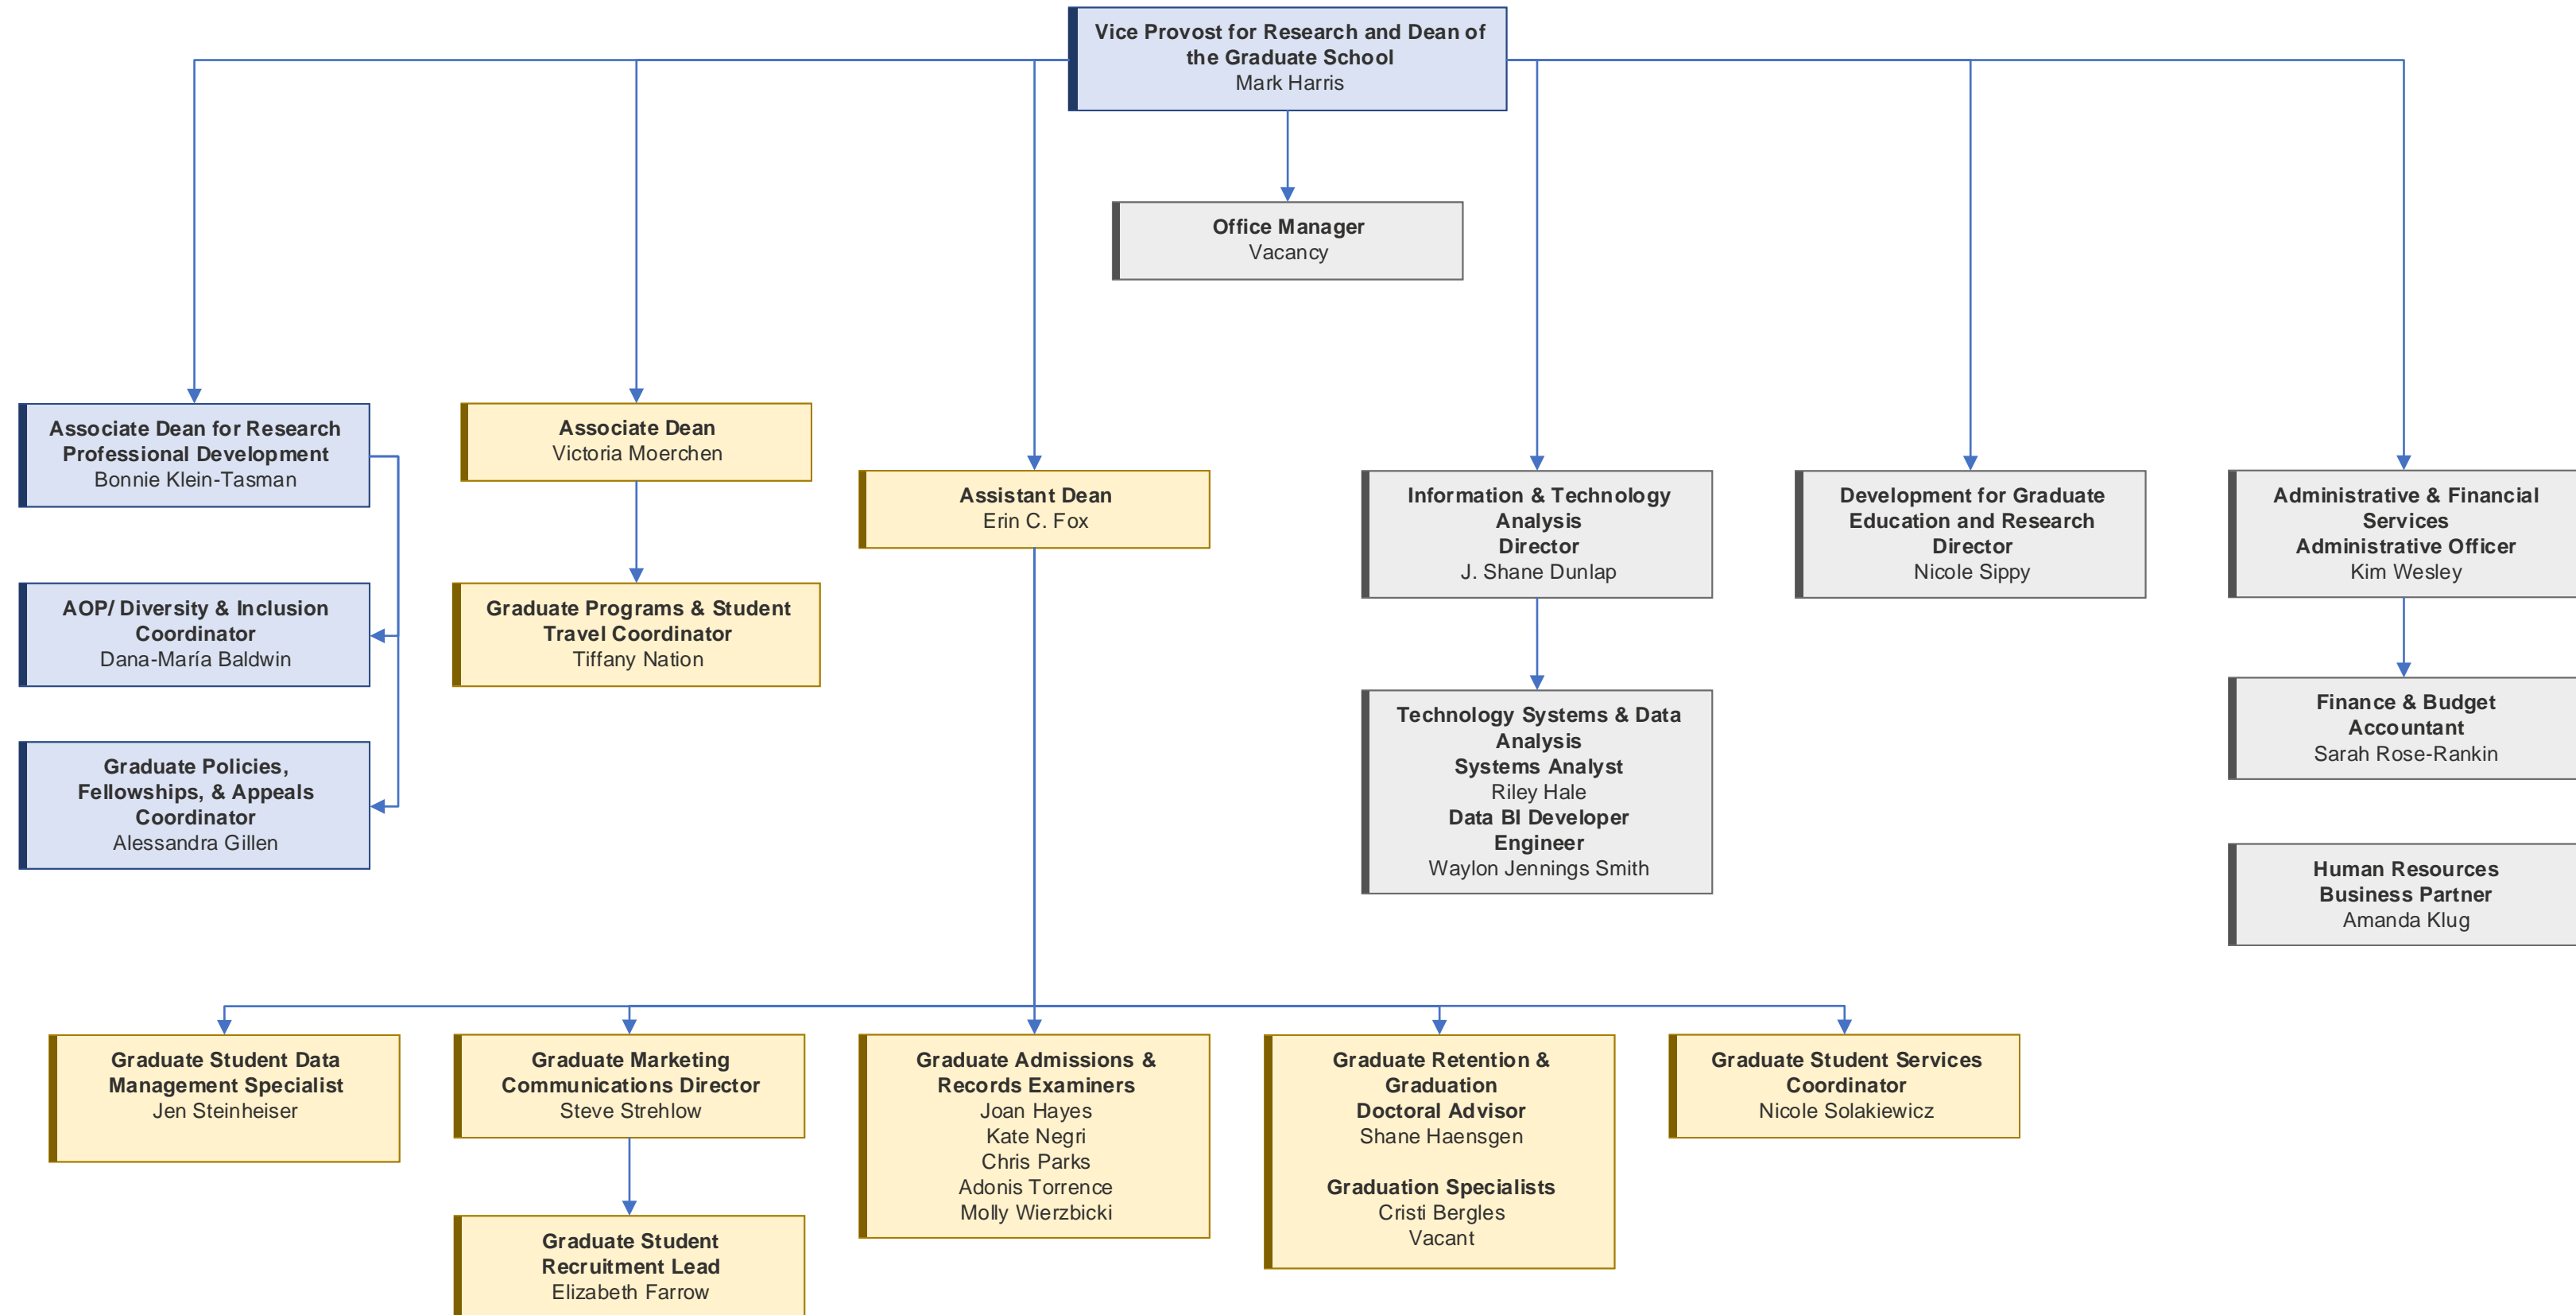 Vice Provost for Research and Dean of
the Graduate School
Mark Harris
Office Manager
Vacancy
Associate Dean for Research
Professional Development
Bonnie Klein-Tasman
AOP/ Diversity & Inclusion
Coordinator
Dana-María Baldwin
Graduate Policies,
Fellowships, & Appeals
Coordinator
Alessandra Gillen
Associate Dean
Victoria Moerchen
Graduate Programs & Student
Travel Coordinator
Tiffany Nation
Assistant Dean
Erin C. Fox
Information & Technology
Analysis
Director
J. Shane Dunlap
Technology Systems & Data
Analysis
Systems Analyst
Riley Hale
Data BI Developer
Engineer
Waylon Jennings Smith
Development for Graduate
Education and Research
Director
Nicole Sippy
Administrative & Financial
Services
Administrative Officer
Kim Wesley
Finance & Budget
Accountant
Sarah Rose-Rankin
Human Resources
Business Partner
Amanda Klug
Graduate Student Data
Management Specialist
Jen Steinheiser
Graduate Marketing
Communications Director
Steve Strehlow
Graduate Student
Recruitment Lead
Elizabeth Farrow
Graduate Admissions &
Records Examiners
Joan Hayes
Kate Negri
Chris Parks
Adonis Torrence
Molly Wierzbicki
Graduate Retention &
Graduation
Doctoral Advisor
Shane Haensgen
Graduation Specialists
Cristi Bergles
Vacant
Graduate Student Services
Coordinator
Nicole Solakiewicz